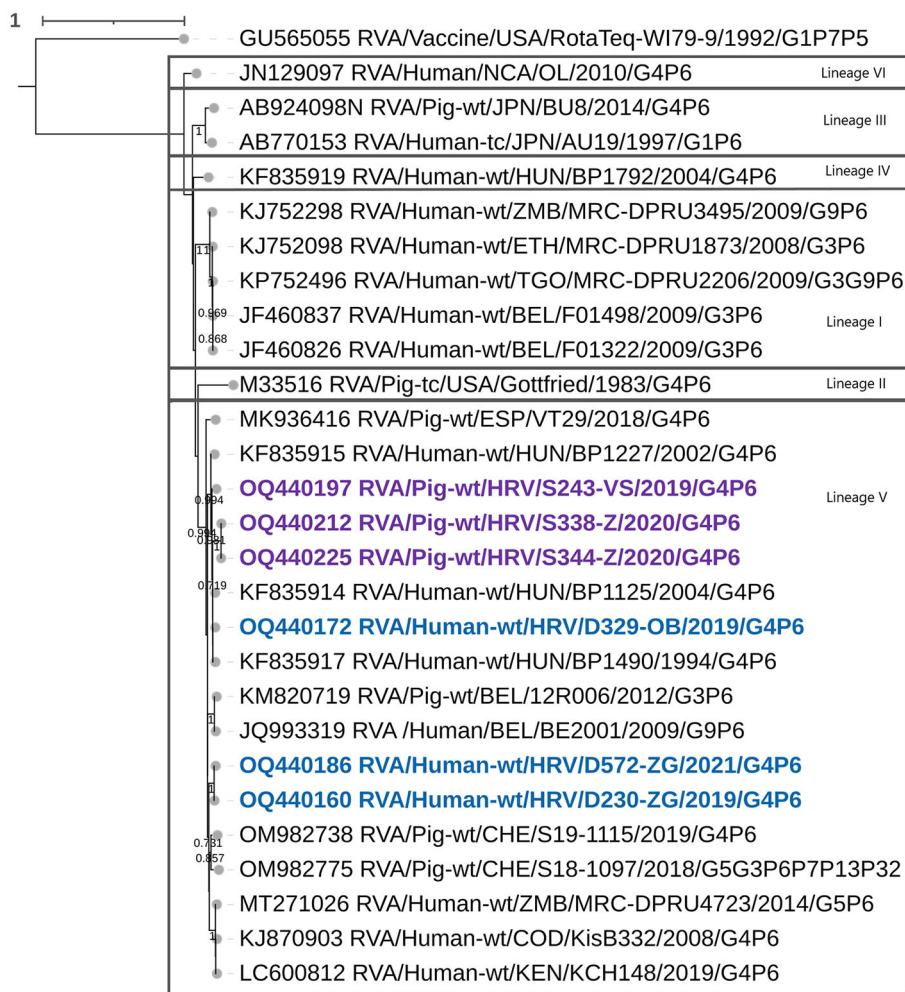 1
GU565055 RVA/Vaccine/USA/RotaTeq-WI79-9/1992/G1P7P5
JN129097 RVA/Human/NCA/OL/2010/G4P6 Lineage VI
AB924098N RVA/Pig-wt/JPN/BU8/2014/G4P6
Lineage III
1
AB770153 RVA/Human-tc/JPN/AU19/1997/G1P6
KF835919 RVA/Human-wt/HUN/BP1792/2004/G4P6 Lineage IV
KJ752298 RVA/Human-wt/ZMB/MRC-DPRU3495/2009/G9P6
11 KJ752098 RVA/Human-wt/ETH/MRC-DPRU1873/2008/G3P6
1 KP752496 RVA/Human-wt/TGO/MRC-DPRU2206/2009/G3G9P6
0.969 JF460837 RVA/Human-wt/BEL/F01498/2009/G3P6 Lineage I
0.868 JF460826 RVA/Human-wt/BEL/F01322/2009/G3P6
M33516 RVA/Pig-tc/USA/Gottfried/1983/G4P6 Lineage II
MK936416 RVA/Pig-wt/ESP/VT29/2018/G4P6
KF835915 RVA/Human-wt/HUN/BP1227/2002/G4P6
OQ440197 RVA/Pig-wt/HRV/S243-VS/2019/G4P6 Lineage V
0.994
OQ440212 RVA/Pig-wt/HRV/S338-Z/2020/G4P6
0.994
1
OQ440225 RVA/Pig-wt/HRV/S344-Z/2020/G4P6
0.719 KF835914 RVA/Human-wt/HUN/BP1125/2004/G4P6
OQ440172 RVA/Human-wt/HRV/D329-OB/2019/G4P6
KF835917 RVA/Human-wt/HUN/BP1490/1994/G4P6
KM820719 RVA/Pig-wt/BEL/12R006/2012/G3P6
1
JQ993319 RVA /Human/BEL/BE2001/2009/G9P6
OQ440186 RVA/Human-wt/HRV/D572-ZG/2021/G4P6
1
OQ440160 RVA/Human-wt/HRV/D230-ZG/2019/G4P6
OM982738 RVA/Pig-wt/CHE/S19-1115/2019/G4P6
0.731
0.857
OM982775 RVA/Pig-wt/CHE/S18-1097/2018/G5G3P6P7P13P32
MT271026 RVA/Human-wt/ZMB/MRC-DPRU4723/2014/G5P6
1 KJ870903 RVA/Human-wt/COD/KisB332/2008/G4P6
LC600812 RVA/Human-wt/KEN/KCH148/2019/G4P6